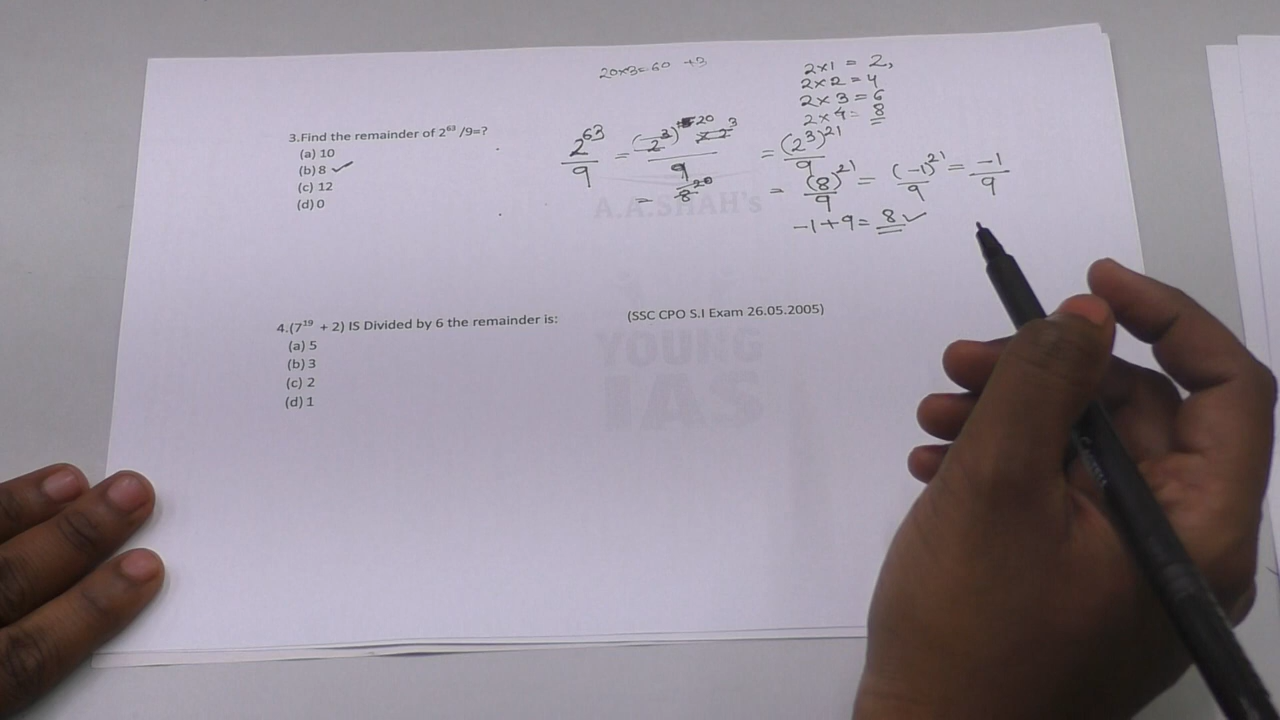 20×3=60 +3
2×1 = 2,
2×2 = 4
2×3 = 6
2×4 = 8
3.Find the remainder of 2⁶³ /9=?
(a) 10
(b) 8 ✓
(c) 12
(d) 0
2⁶³/9 = (2³)²⁰ 2³/9 = (2³)²¹/9
= 8²⁰ = (8)²¹/9 = (-1)²¹/9 = -1/9
-1+9= 8 ✓
A.A.SHAH's
YOUNG
IAS
4.(7¹⁹ + 2) IS Divided by 6 the remainder is: (SSC CPO S.I Exam 26.05.2005)
(a) 5
(b) 3
(c) 2
(d) 1